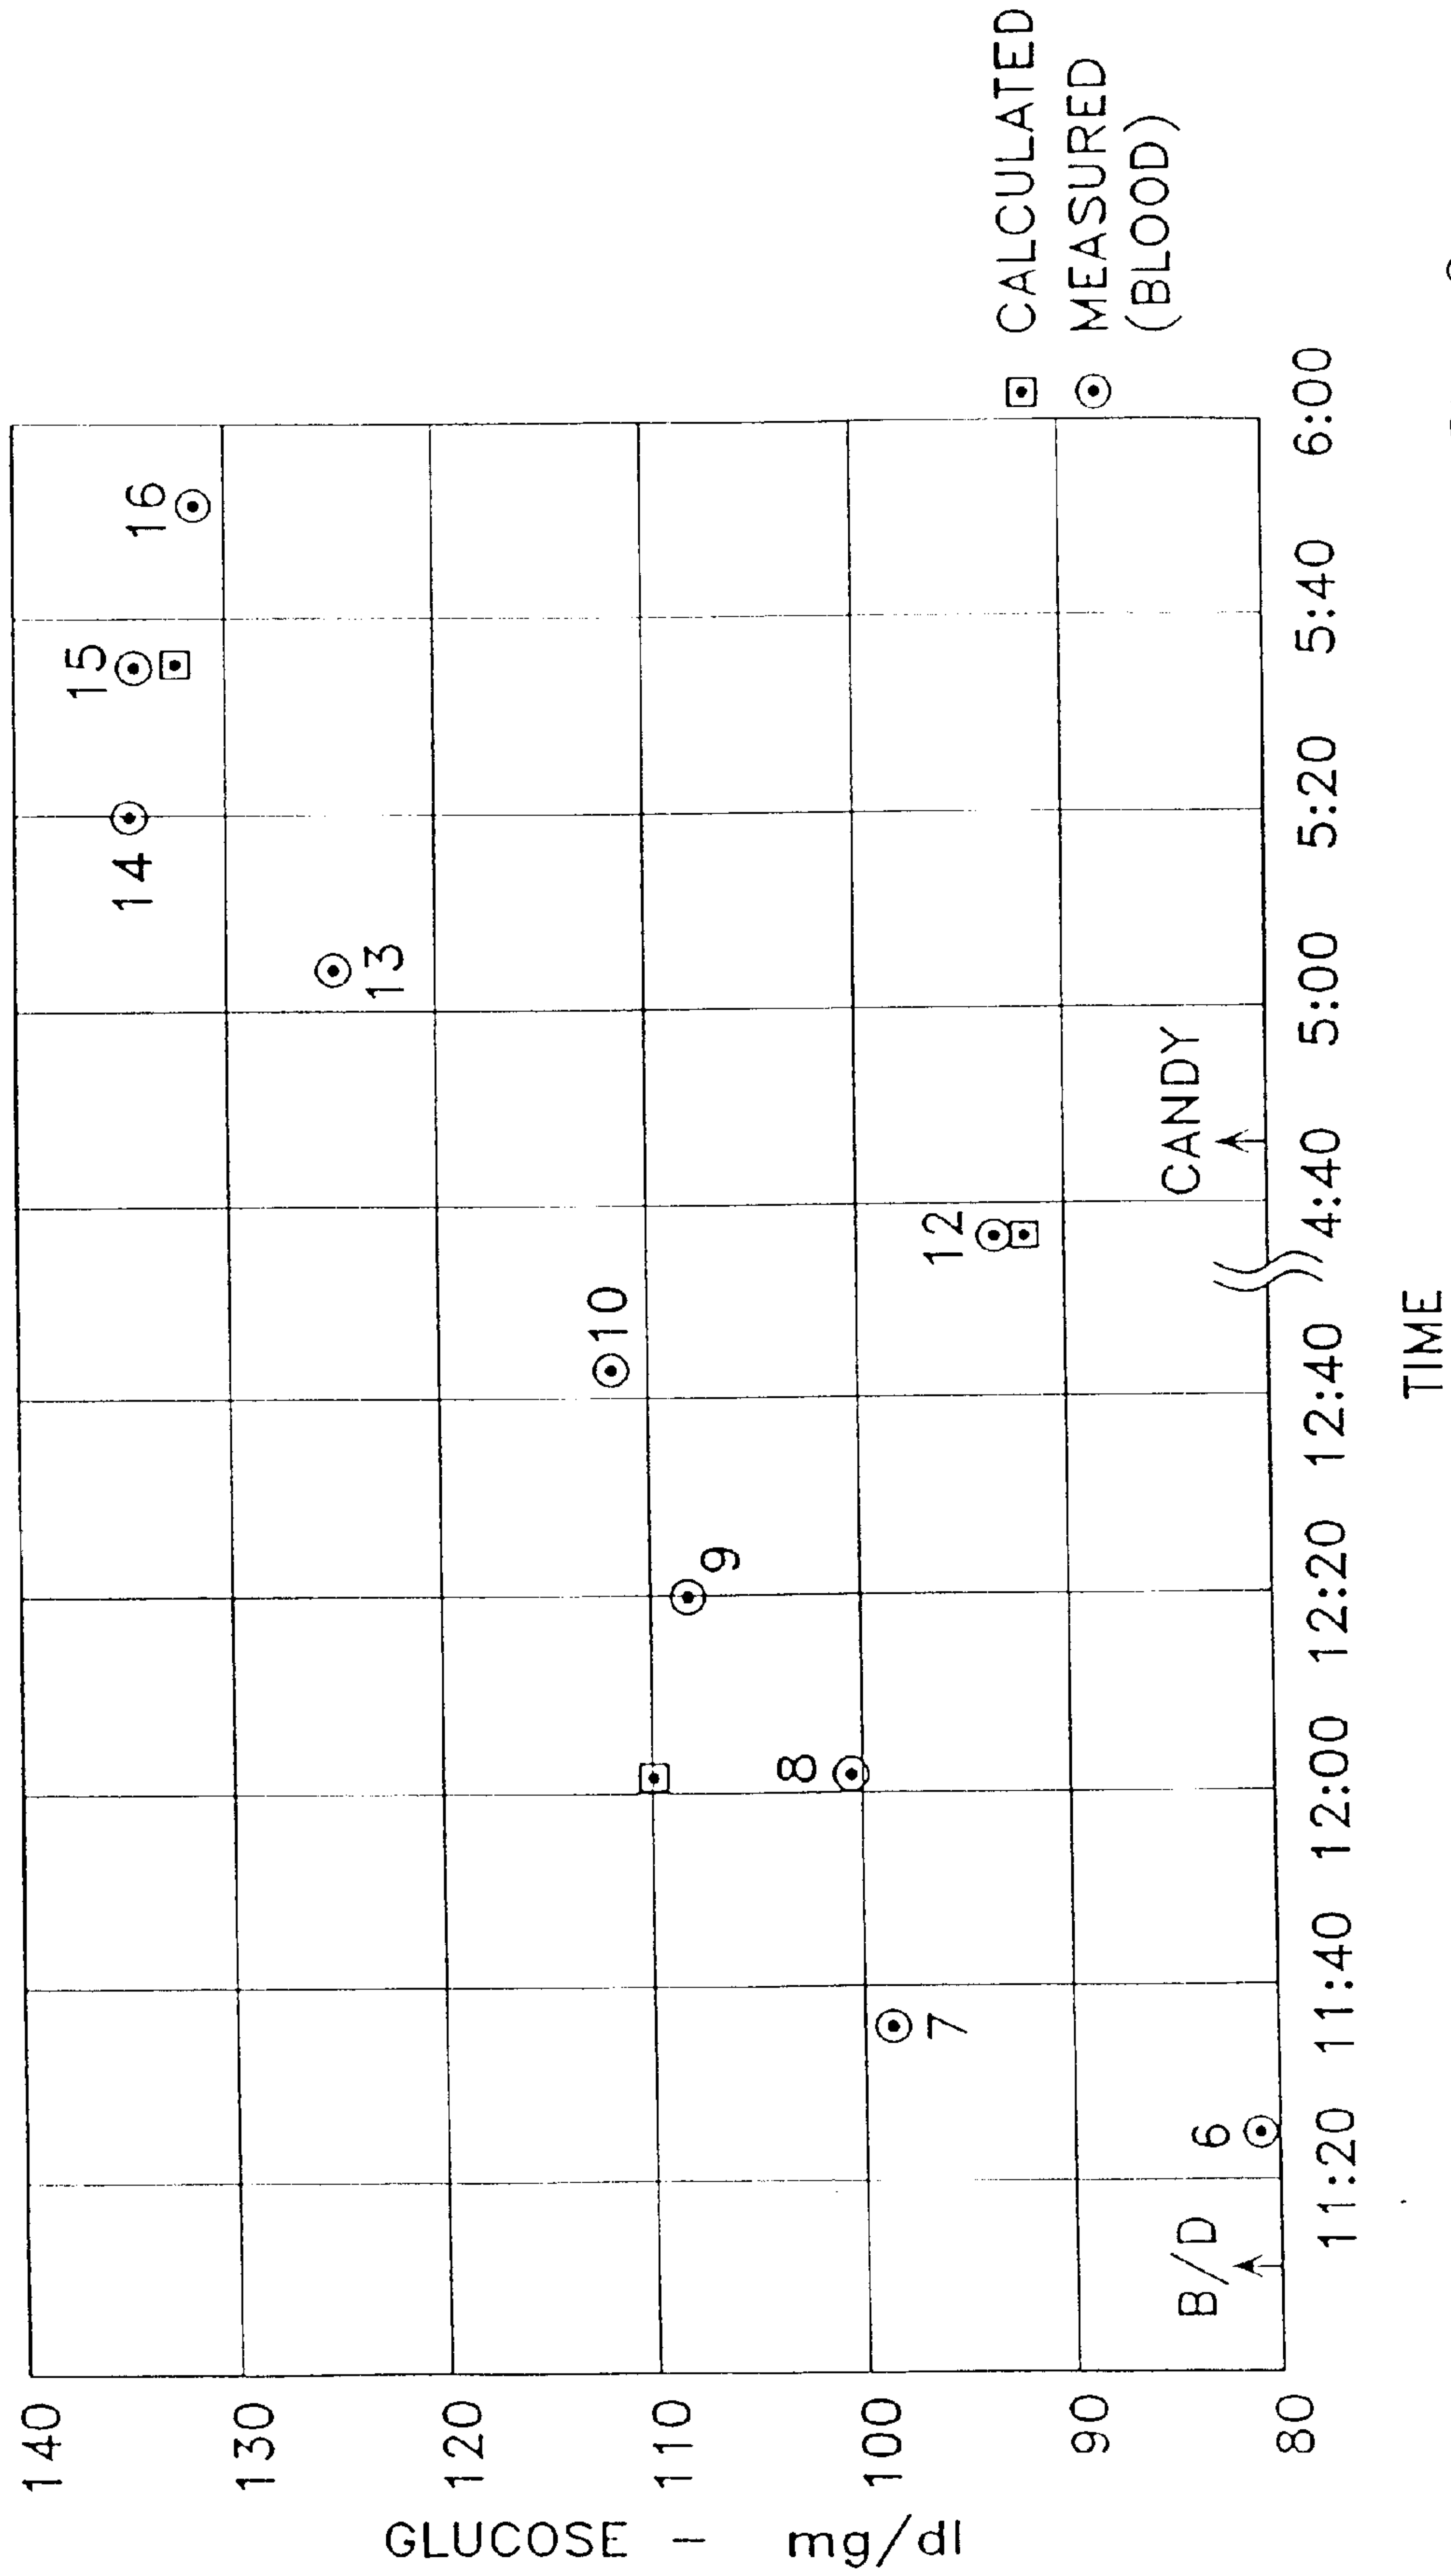 GLUCOSE - mg/dl
140
130
120
110
100
90
80
B/D
6
7
8
9
10
12
CANDY
13
14
15
16
11:20 11:40 12:00 12:20 12:40 4:40 5:00 5:20 5:40 6:00
TIME
CALCULATED
MEASURED
(BLOOD)